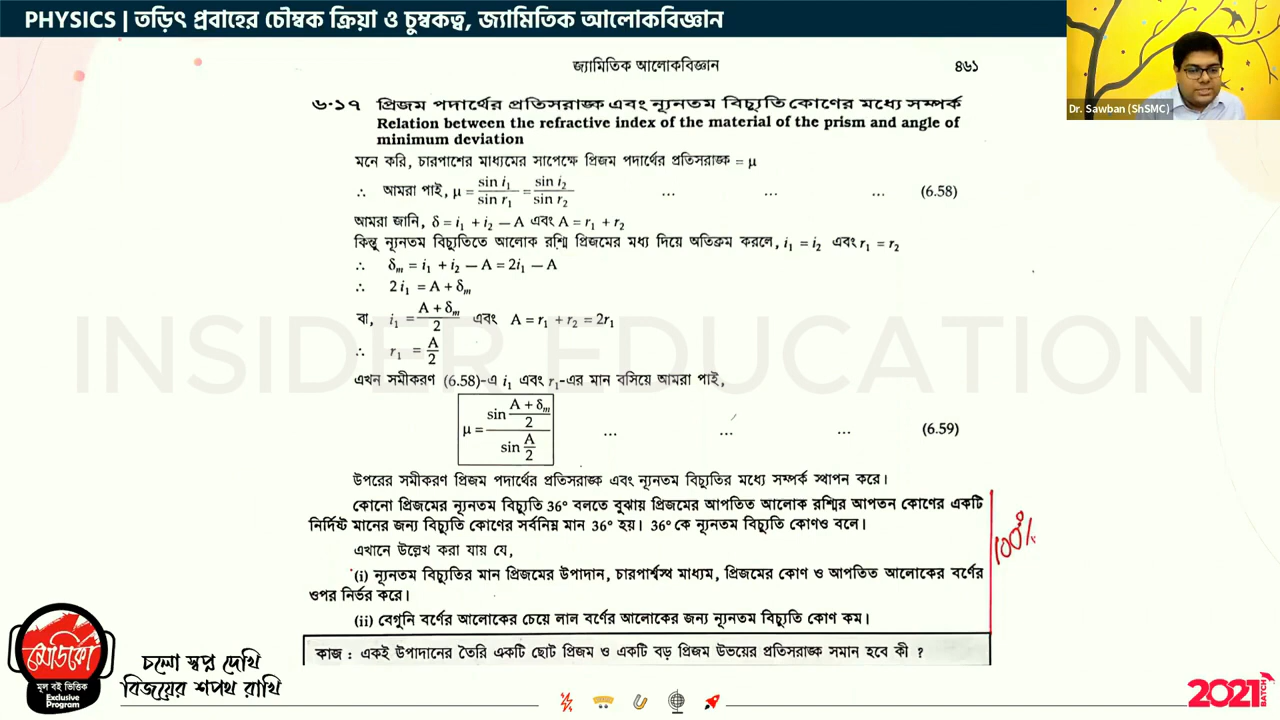 PHYSICS | তড়িৎ প্রবাহের চৌম্বক ক্রিয়া ও চুম্বকত্ব, জ্যামিতিক আলোকবিজ্ঞান
Dr. Sawban (ShSMC)
জ্যামিতিক আলোকবিজ্ঞান ৪৬১
৬·১৭ প্রিজম পদার্থের প্রতিসরাঙ্ক এবং ন্যূনতম বিচ্যুতি কোণের মধ্যে সম্পর্ক
Relation between the refractive index of the material of the prism and angle of
minimum deviation
মনে করি, চারপাশের মাধ্যমের সাপেক্ষে প্রিজম পদার্থের প্রতিসরাঙ্ক = μ
∴ আমরা পাই, μ = sin i₁ / sin r₁ = sin i₂ / sin r₂ ... ... ... (6.58)
আমরা জানি, δ = i₁ + i₂ – A এবং A = r₁ + r₂
কিন্তু ন্যূনতম বিচ্যুতিতে আলোক রশ্মি প্রিজমের মধ্য দিয়ে অতিক্রম করলে, i₁ = i₂ এবং r₁ = r₂
∴ δₘ = i₁ + i₂ – A = 2i₁ – A
∴ 2i₁ = A + δₘ
বা, i₁ = (A + δₘ) / 2 এবং A = r₁ + r₂ = 2r₁
∴ r₁ = A / 2
INSIDER EDUCATION
এখন সমীকরণ (6.58)-এ i₁ এবং r₁-এর মান বসিয়ে আমরা পাই,
μ = sin (A + δₘ)/2 / sin A/2 ... ... ... (6.59)
উপরের সমীকরণ প্রিজম পদার্থের প্রতিসরাঙ্ক এবং ন্যূনতম বিচ্যুতির মধ্যে সম্পর্ক স্থাপন করে।
কোনো প্রিজমের ন্যূনতম বিচ্যুতি 36° বলতে বুঝায় প্রিজমের আপতিত আলোক রশ্মির আপতন কোণের একটি
নির্দিষ্ট মানের জন্য বিচ্যুতি কোণের সর্বনিম্ন মান 36° হয়। 36° কে ন্যূনতম বিচ্যুতি কোণও বলে।
এখানে উল্লেখ করা যায় যে,
(i) ন্যূনতম বিচ্যুতির মান প্রিজমের উপাদান, চারপার্শ্বস্থ মাধ্যম, প্রিজমের কোণ ও আপতিত আলোকের বর্ণের
ওপর নির্ভর করে।
(ii) বেগুনি বর্ণের আলোকের চেয়ে লাল বর্ণের আলোকের জন্য ন্যূনতম বিচ্যুতি কোণ কম।
100%
কাজ : একই উপাদানের তৈরি একটি ছোট প্রিজম ও একটি বড় প্রিজম উভয়ের প্রতিসরাঙ্ক সমান হবে কী ?
মেডিকো
মূল বই ভিত্তিক
Exclusive
Program
চলো স্বপ্ন দেখি
বিজয়ের শপথ রাখি
2021 BATCH